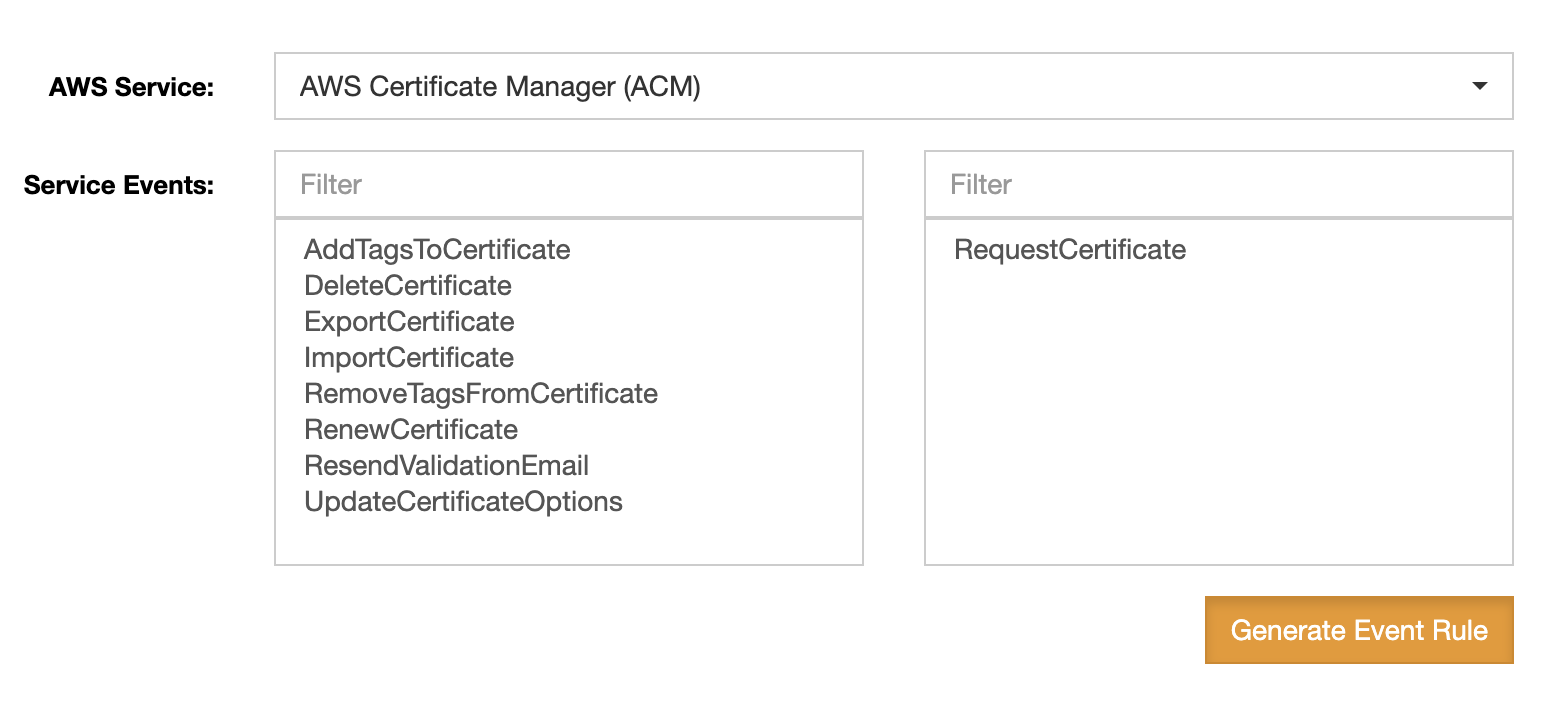 AWS Service:
AWS Certificate Manager (ACM)
Service Events:
Filter
AddTagsToCertificate
DeleteCertificate
ExportCertificate
ImportCertificate
RemoveTagsFromCertificate
RenewCertificate
ResendValidationEmail
UpdateCertificateOptions
Filter
RequestCertificate
Generate Event Rule